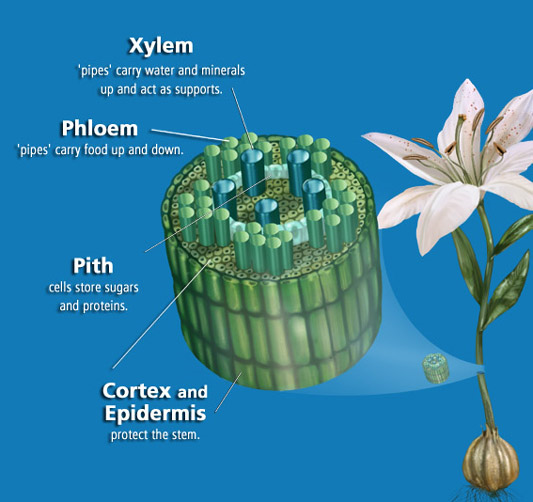 Xylem
'pipes' carry water and minerals
up and act as supports.
Phloem
'pipes' carry food up and down.
Pith
cells store sugars
and proteins.
Cortex and
Epidermis
protect the stem.